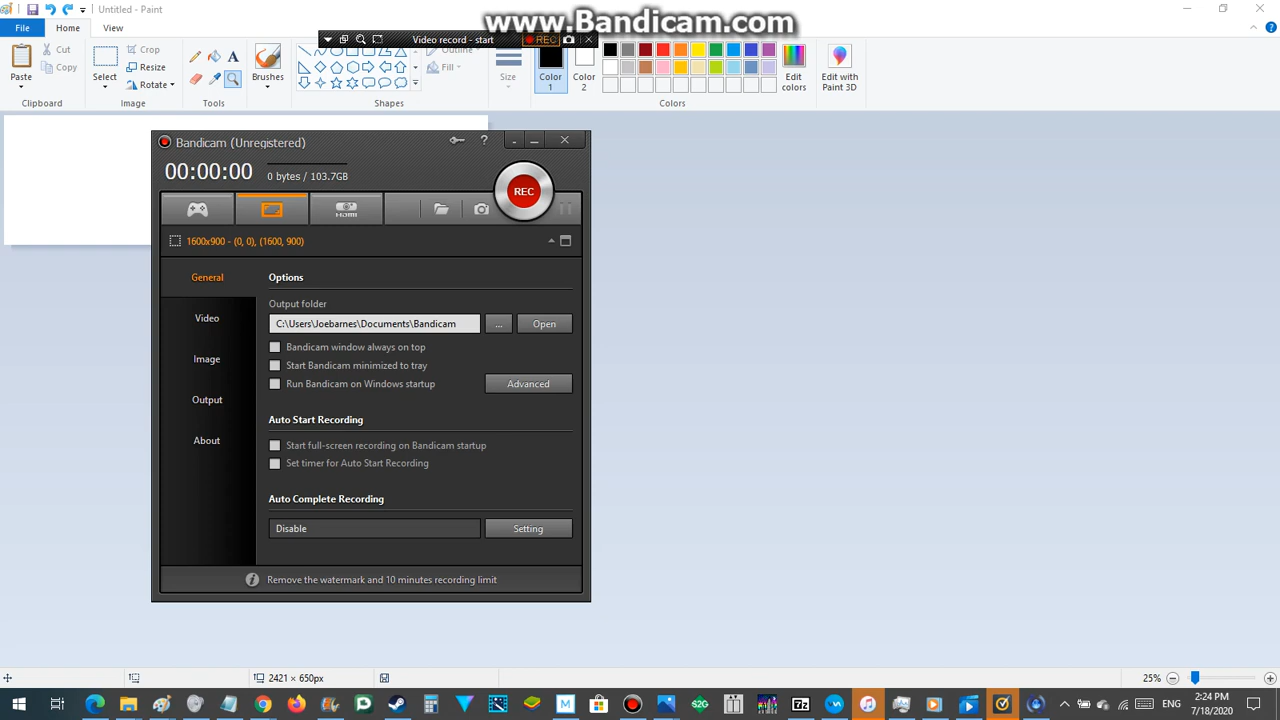 Untitled - Paint
www.Bandicam.com
File
Home
View
Video record - start
REC
Paste
Cut
Copy
Clipboard
Select
Crop
Resize
Rotate
Image
Tools
Brushes
Outline
Fill
Shapes
Size
Color 1
Color 2
Colors
Edit colors
Edit with Paint 3D
Bandicam (Unregistered)
?
00:00:00
0 bytes / 103.7GB
REC
HDMI
1600x900 - (0, 0), (1600, 900)
General
Video
Image
Output
About
Options
Output folder
C:\Users\Joebarnes\Documents\Bandicam
...
Open
Bandicam window always on top
Start Bandicam minimized to tray
Run Bandicam on Windows startup
Advanced
Auto Start Recording
Start full-screen recording on Bandicam startup
Set timer for Auto Start Recording
Auto Complete Recording
Disable
Setting
Remove the watermark and 10 minutes recording limit
2421 × 650px
25%
7z
S2G
M
ENG
7/18/2020